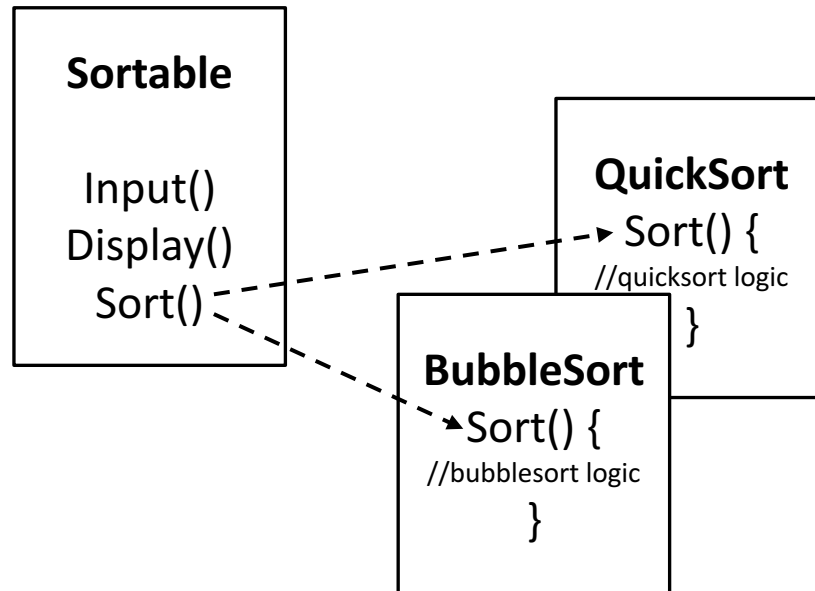 Sortable
Input()
Display()
Sort()
QuickSort
Sort() {
//quicksort logic
}
BubbleSort
Sort() {
//bubblesort logic
}